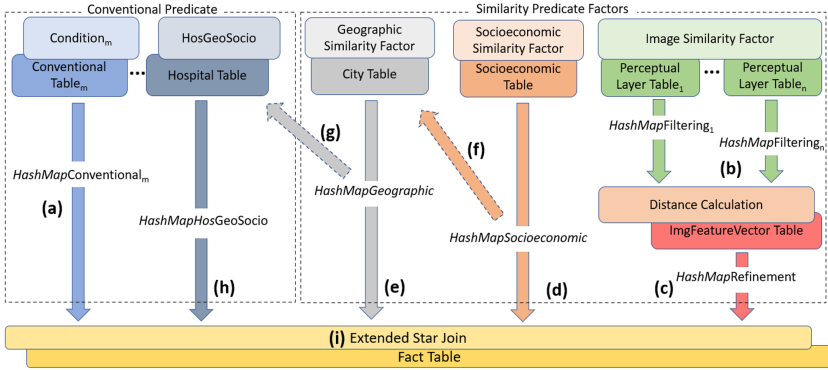 Conventional Predicate
Similarity Predicate Factors
Conditionₘ
HosGeoSocio
Geographic
Similarity Factor
Socioeconomic
Similarity Factor
Image Similarity Factor
Conventional
Tableₘ
...
Hospital Table
City Table
Socioeconomic
Table
Perceptual
Layer Table₁
...
Perceptual
Layer Tableₙ
(g)
(f)
HashMapFiltering₁
HashMapFilteringₙ
(b)
HashMapConventionalₘ
(a)
HashMapGeographic
HashMapHosGeoSocio
HashMapSocioeconomic
Distance Calculation
ImgFeatureVector Table
HashMapRefinement
(h)
(e)
(d)
(c)
(i) Extended Star Join
Fact Table